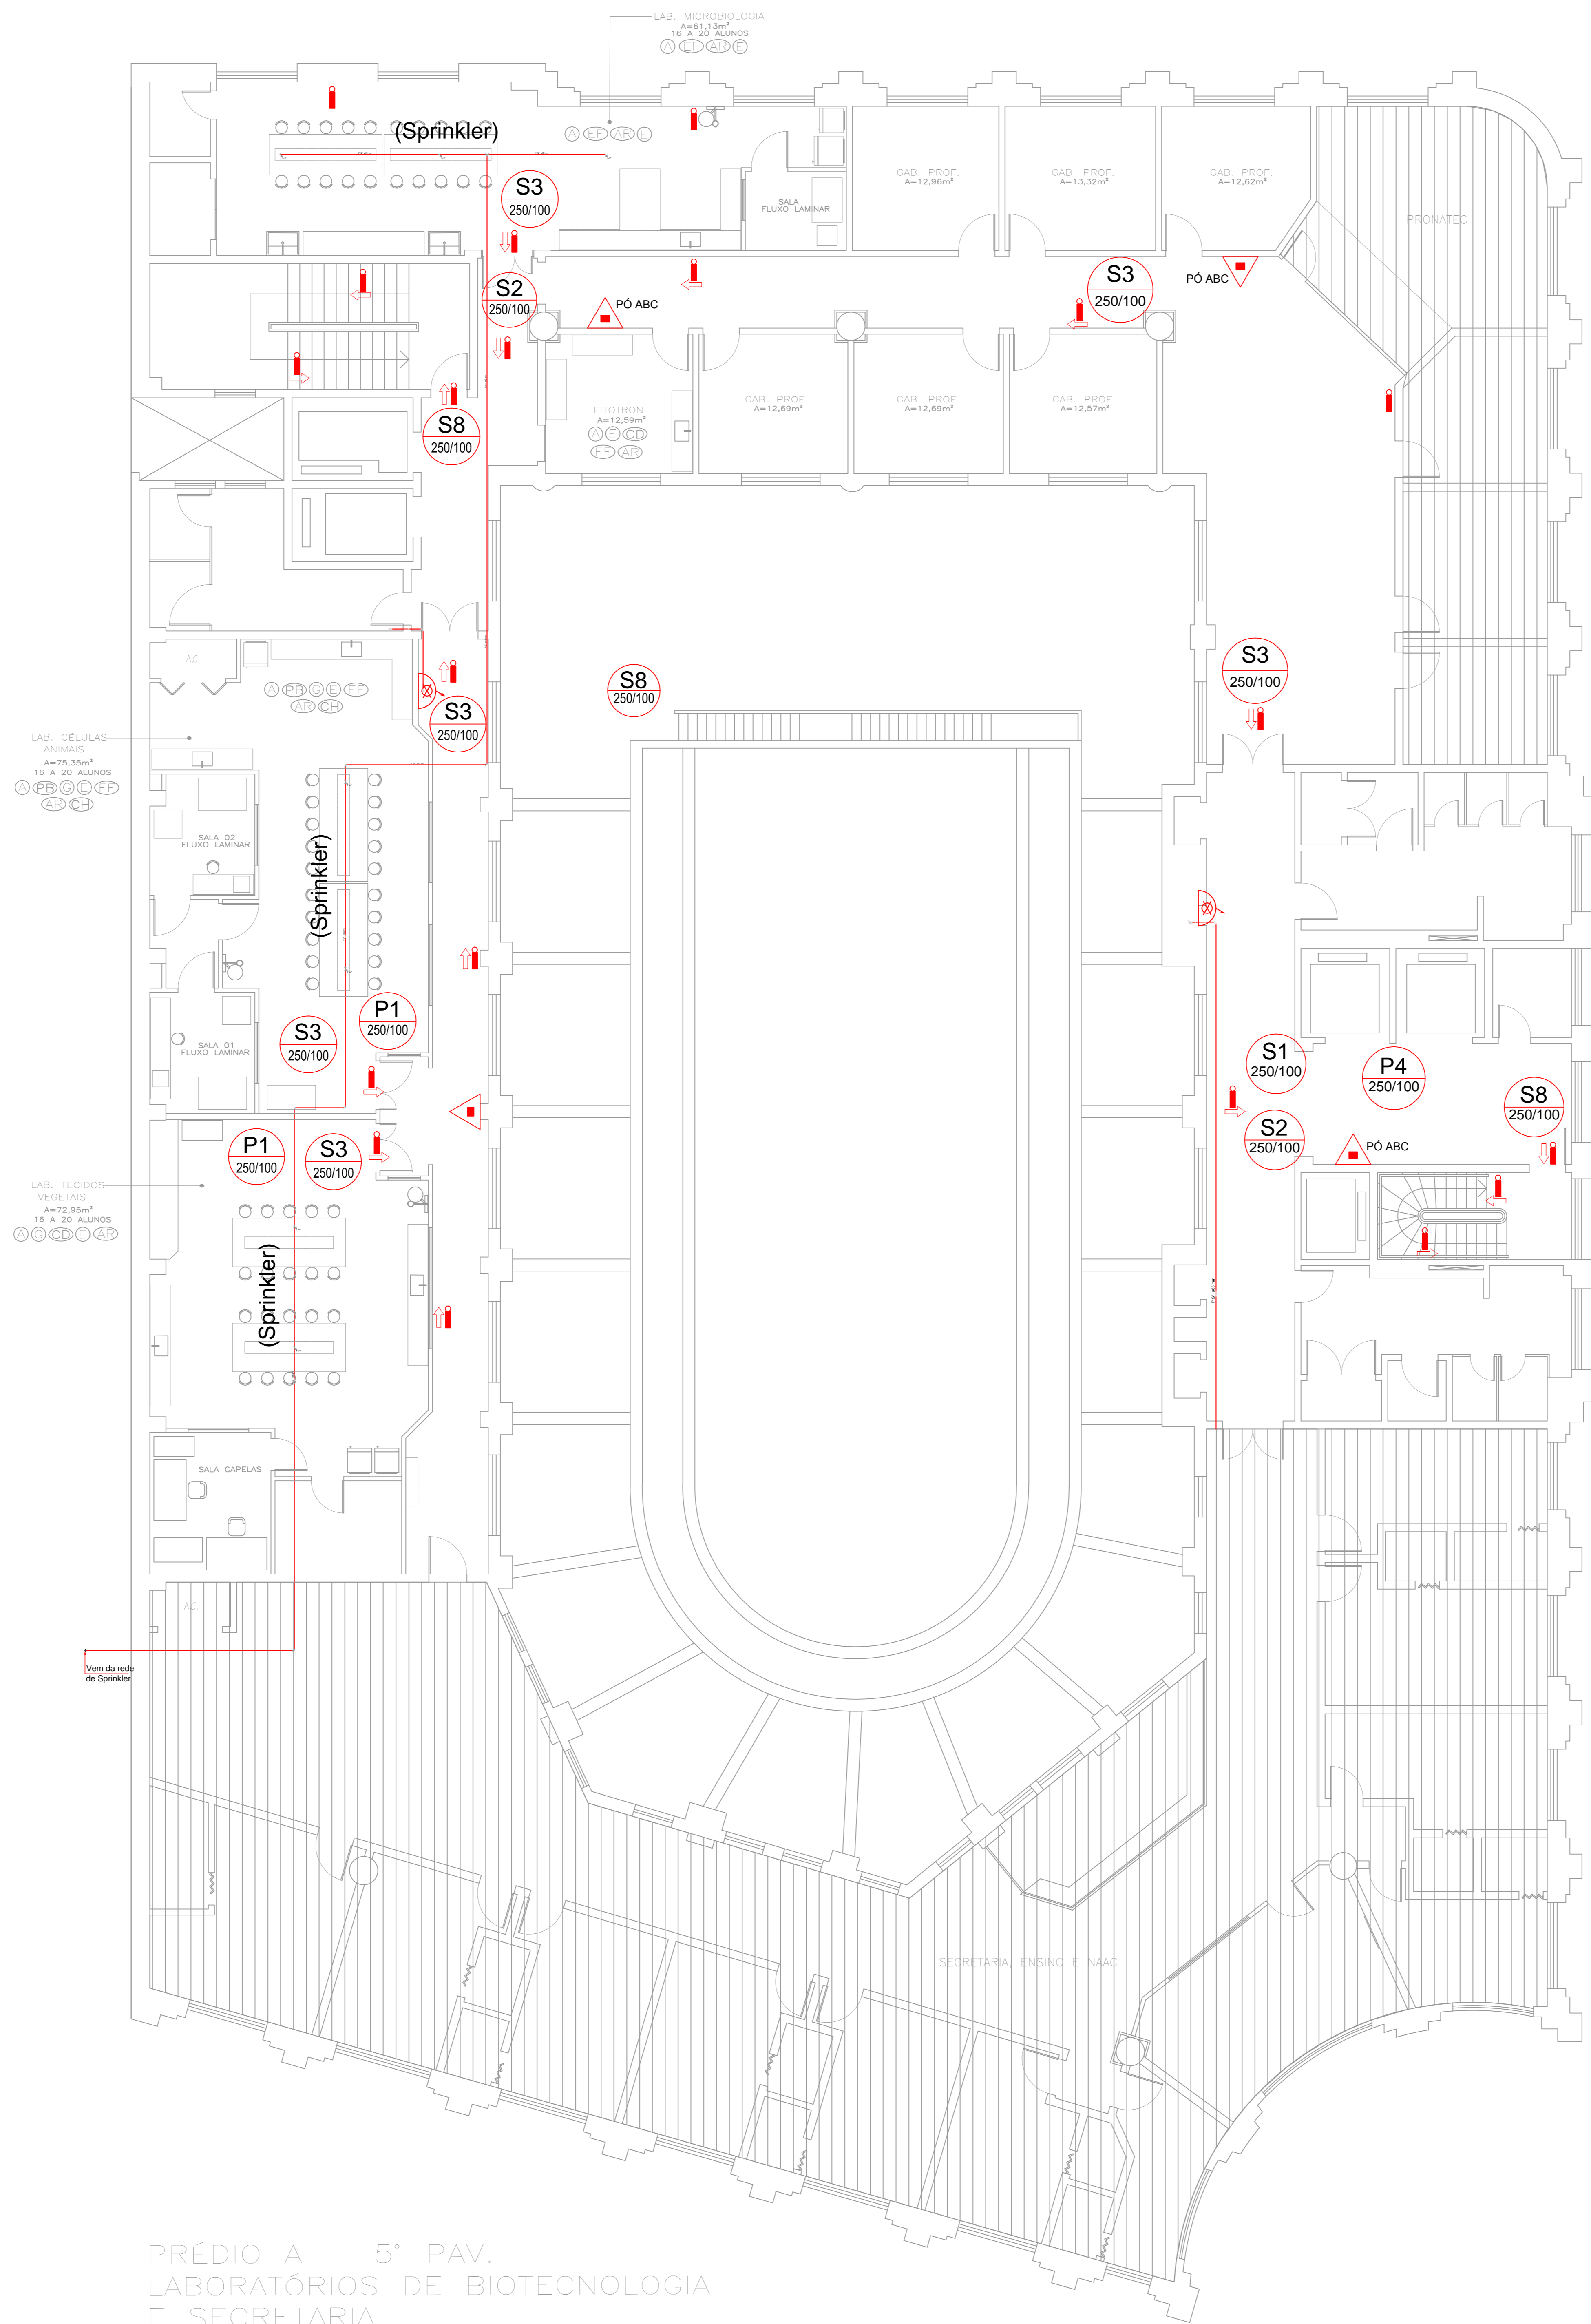 LAB. MICROBIOLOGIA
A=61,13m²
16 A 20 ALUNOS
A EF AR E
(Sprinkler)
A EF AR E
S3
250/100
SALA
FLUXO LAMINAR
GAB. PROF.
A=12,96m²
GAB. PROF.
A=13,32m²
GAB. PROF.
A=12,62m²
PRONATEC
S2
250/100
PÓ ABC
S3
250/100
PÓ ABC
S8
250/100
FITOTRON
A=12,59m²
A E CD
EF AR
GAB. PROF.
A=12,69m²
GAB. PROF.
A=12,69m²
GAB. PROF.
A=12,57m²
A.C.
A PB G E EF
AR CH
S3
250/100
S8
250/100
S3
250/100
LAB. CÉLULAS
ANIMAIS
A=75,35m²
16 A 20 ALUNOS
A PB G E EF
AR CH
SALA 02
FLUXO LAMINAR
(Sprinkler)
SALA 01
FLUXO LAMINAR
S3
250/100
P1
250/100
S1
250/100
P4
250/100
S8
250/100
S2
250/100
PÓ ABC
P1
250/100
S3
250/100
LAB. TECIDOS
VEGETAIS
A=72,95m²
16 A 20 ALUNOS
A G CD E AR
(Sprinkler)
SALA CAPELAS
A.C.
Vem da rede
de Sprinkler
SECRETARIA, ENSINO E NAAC
PRÉDIO A — 5° PAV.
LABORATÓRIOS DE BIOTECNOLOGIA
E SECRETARIA